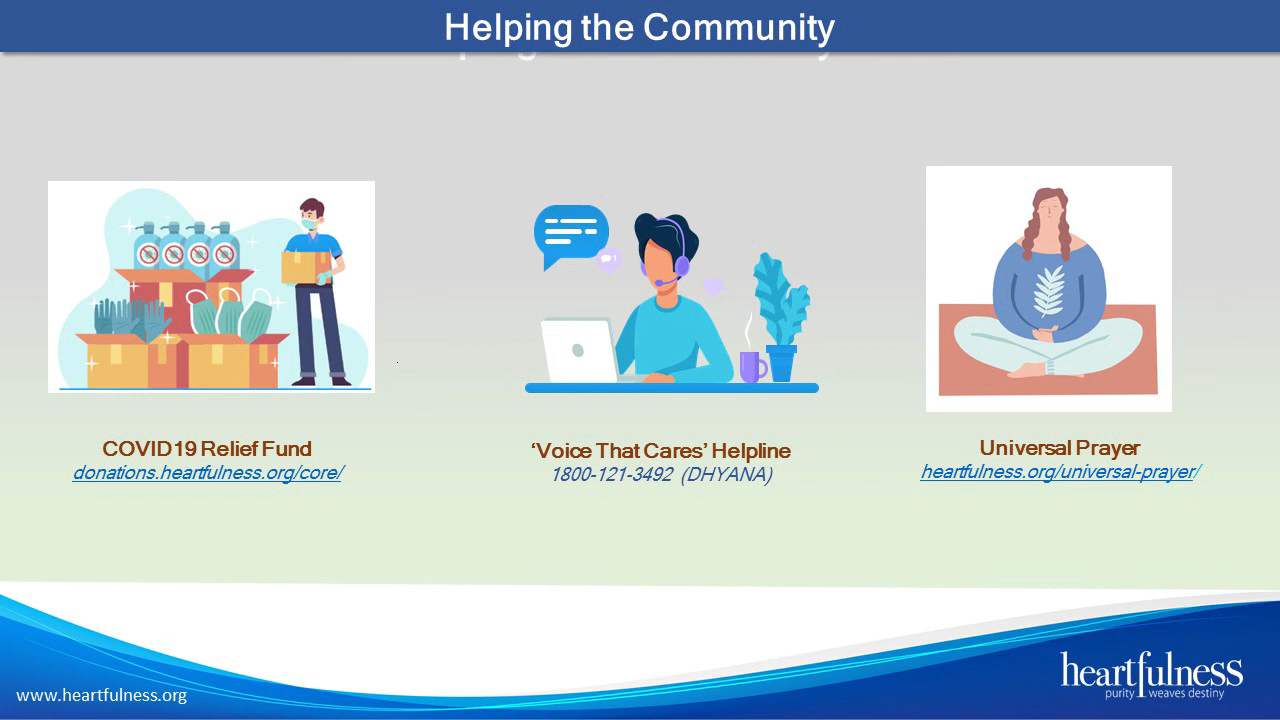 Helping the Community
COVID19 Relief Fund
donations.heartfulness.org/core/
‘Voice That Cares’ Helpline
1800-121-3492 (DHYANA)
Universal Prayer
heartfulness.org/universal-prayer/
www.heartfulness.org
heartfulness
purity weaves destiny